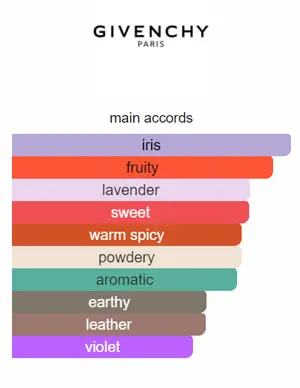 GIVENCHY
PARIS
main accords
iris
fruity
lavender
sweet
warm spicy
powdery
aromatic
earthy
leather
violet